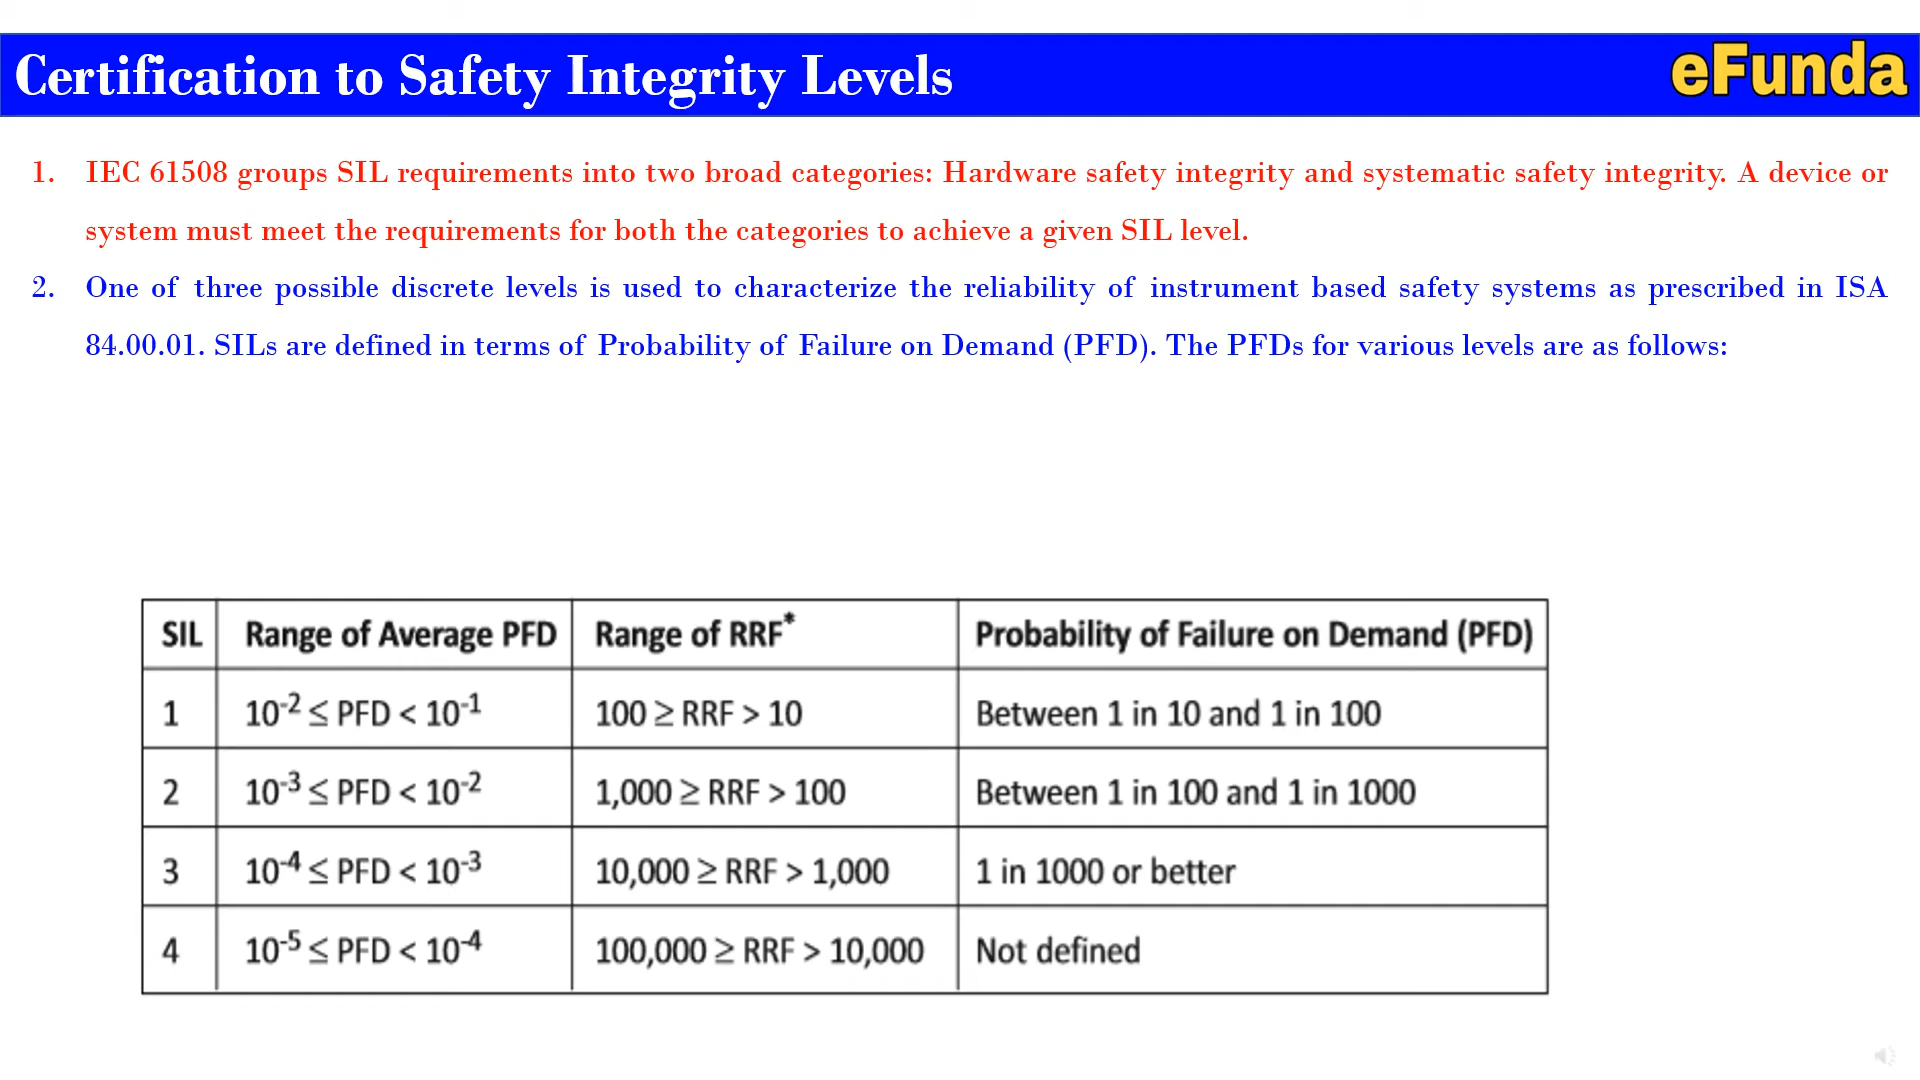 Certification to Safety Integrity Levels
eFunda
1. IEC 61508 groups SIL requirements into two broad categories: Hardware safety integrity and systematic safety integrity. A device or
system must meet the requirements for both the categories to achieve a given SIL level.
2. One of three possible discrete levels is used to characterize the reliability of instrument based safety systems as prescribed in ISA
84.00.01. SILs are defined in terms of Probability of Failure on Demand (PFD). The PFDs for various levels are as follows:
SIL Range of Average PFD Range of RRF* Probability of Failure on Demand (PFD)
1 10⁻² ≤ PFD < 10⁻¹ 100 ≥ RRF > 10 Between 1 in 10 and 1 in 100
2 10⁻³ ≤ PFD < 10⁻² 1,000 ≥ RRF > 100 Between 1 in 100 and 1 in 1000
3 10⁻⁴ ≤ PFD < 10⁻³ 10,000 ≥ RRF > 1,000 1 in 1000 or better
4 10⁻⁵ ≤ PFD < 10⁻⁴ 100,000 ≥ RRF > 10,000 Not defined